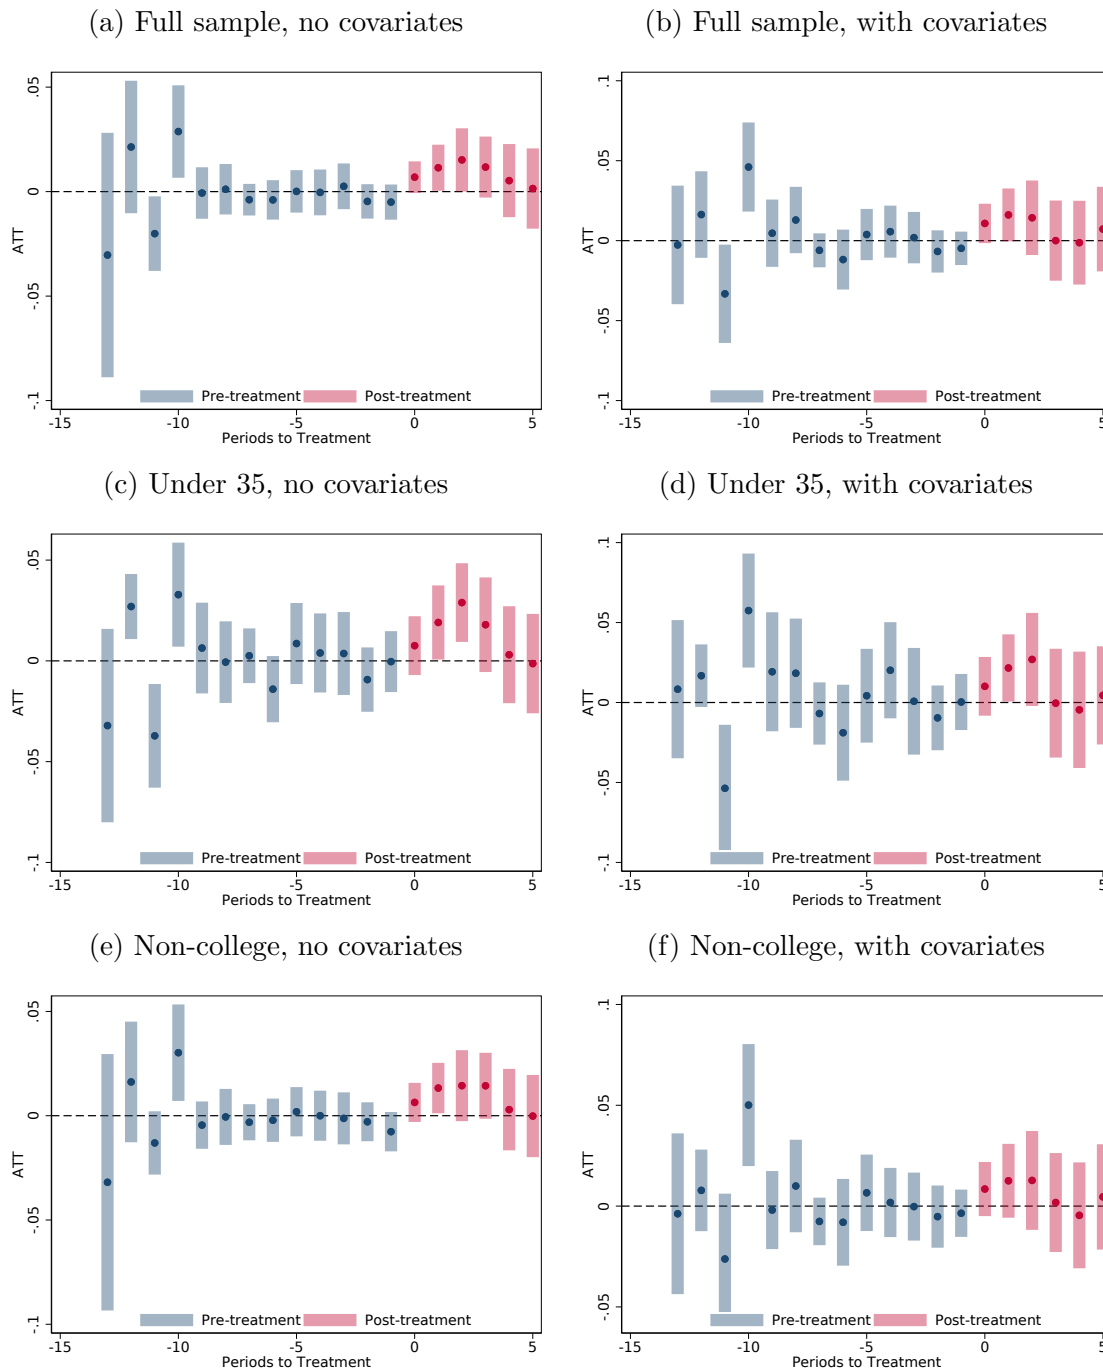 (a) Full sample, no covariates
.05
0
-.05
-.1
ATT
Pre-treatment Post-treatment
-15 -10 -5 0 5
Periods to Treatment
(b) Full sample, with covariates
.1
.05
0
-.05
-.1
ATT
Pre-treatment Post-treatment
-15 -10 -5 0 5
Periods to Treatment
(c) Under 35, no covariates
.05
0
-.05
-.1
ATT
Pre-treatment Post-treatment
-15 -10 -5 0 5
Periods to Treatment
(d) Under 35, with covariates
.1
.05
0
-.05
-.1
ATT
Pre-treatment Post-treatment
-15 -10 -5 0 5
Periods to Treatment
(e) Non-college, no covariates
.05
0
-.05
-.1
ATT
Pre-treatment Post-treatment
-15 -10 -5 0 5
Periods to Treatment
(f) Non-college, with covariates
.1
.05
0
-.05
ATT
Pre-treatment Post-treatment
-15 -10 -5 0 5
Periods to Treatment